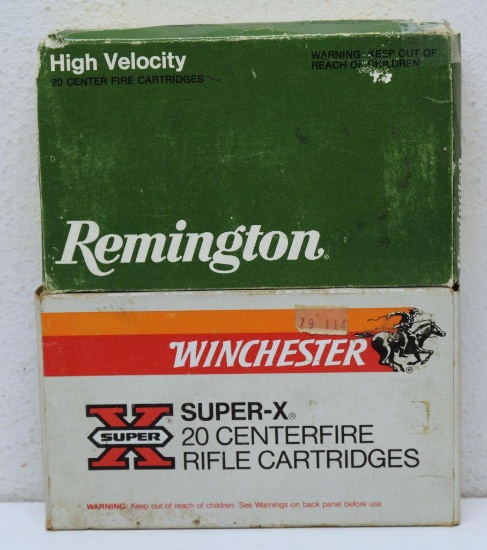 High Velocity
20 CENTER FIRE CARTRIDGES
WARNING: KEEP OUT OF
REACH OF CHILDREN
Remington®
79 114
WINCHESTER
®
SUPER
®
SUPER-X®
20 CENTERFIRE
RIFLE CARTRIDGES
WARNING: Keep out of reach of children. See Warnings on back panel before use.